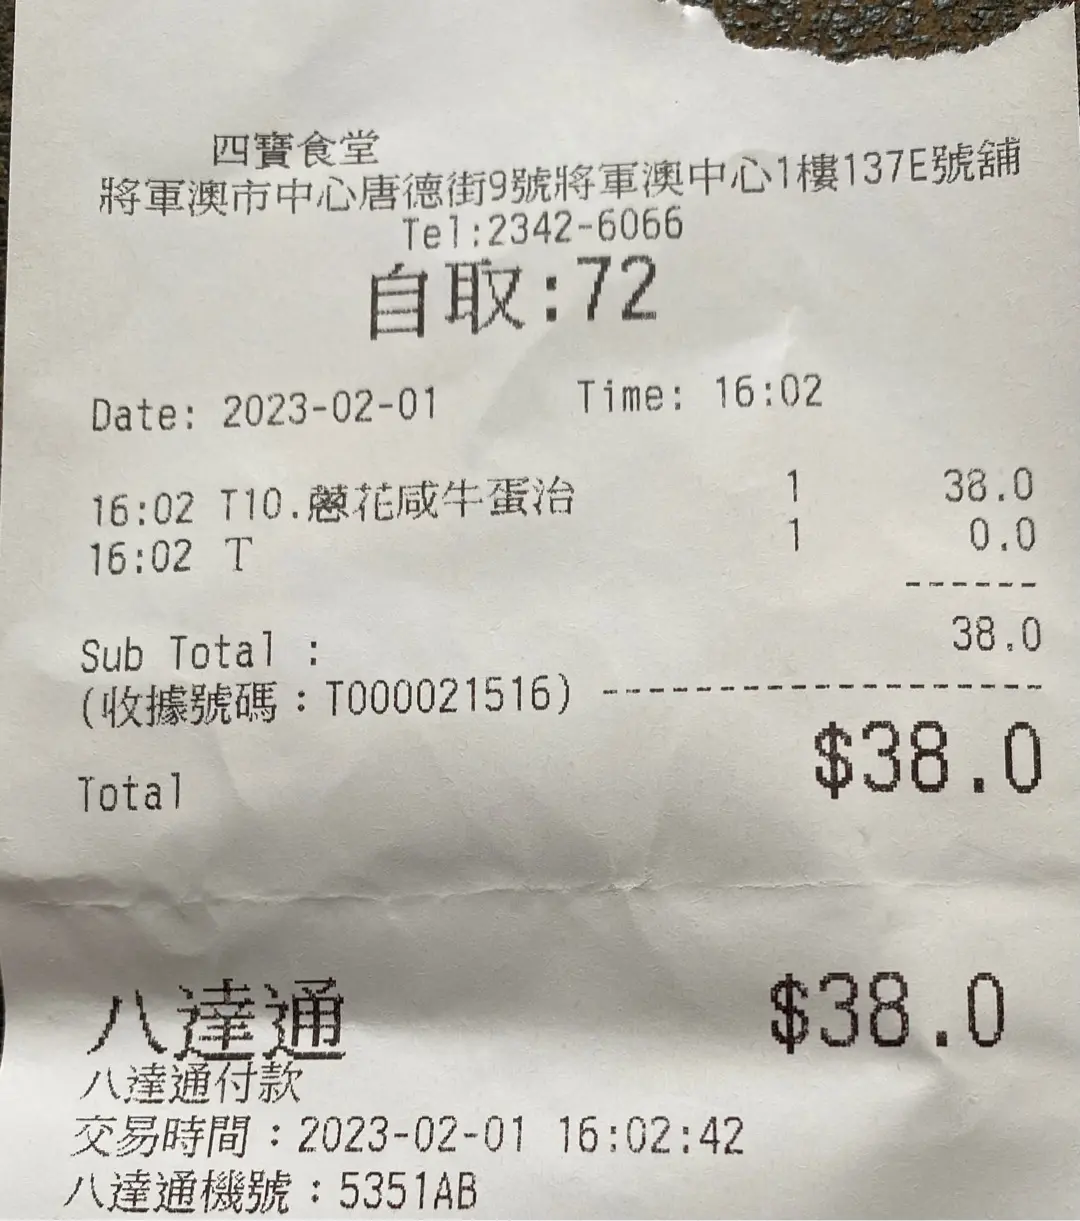 四寶食堂
將軍澳市中心唐德街9號將軍澳中心1樓137E號舖
Tel:2342-6066
自取:72
Date: 2023-02-01 Time: 16:02
16:02 T10.蔥花咸牛蛋治 1 38.0
16:02 T 1 0.0
------
Sub Total : 38.0
(收據號碼：T000021516) ----------------------
Total $38.0
八達通 $38.0
八達通付款
交易時間：2023-02-01 16:02:42
八達通機號：5351AB